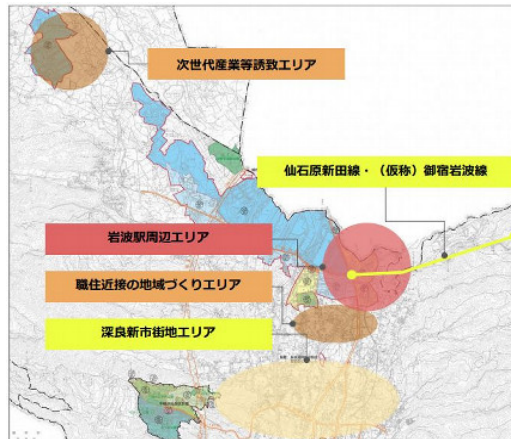 次世代産業等誘致エリア
仙石原新田線・（仮称）御宿岩波線
岩波駅周辺エリア
職住近接の地域づくりエリア
深良新市街地エリア